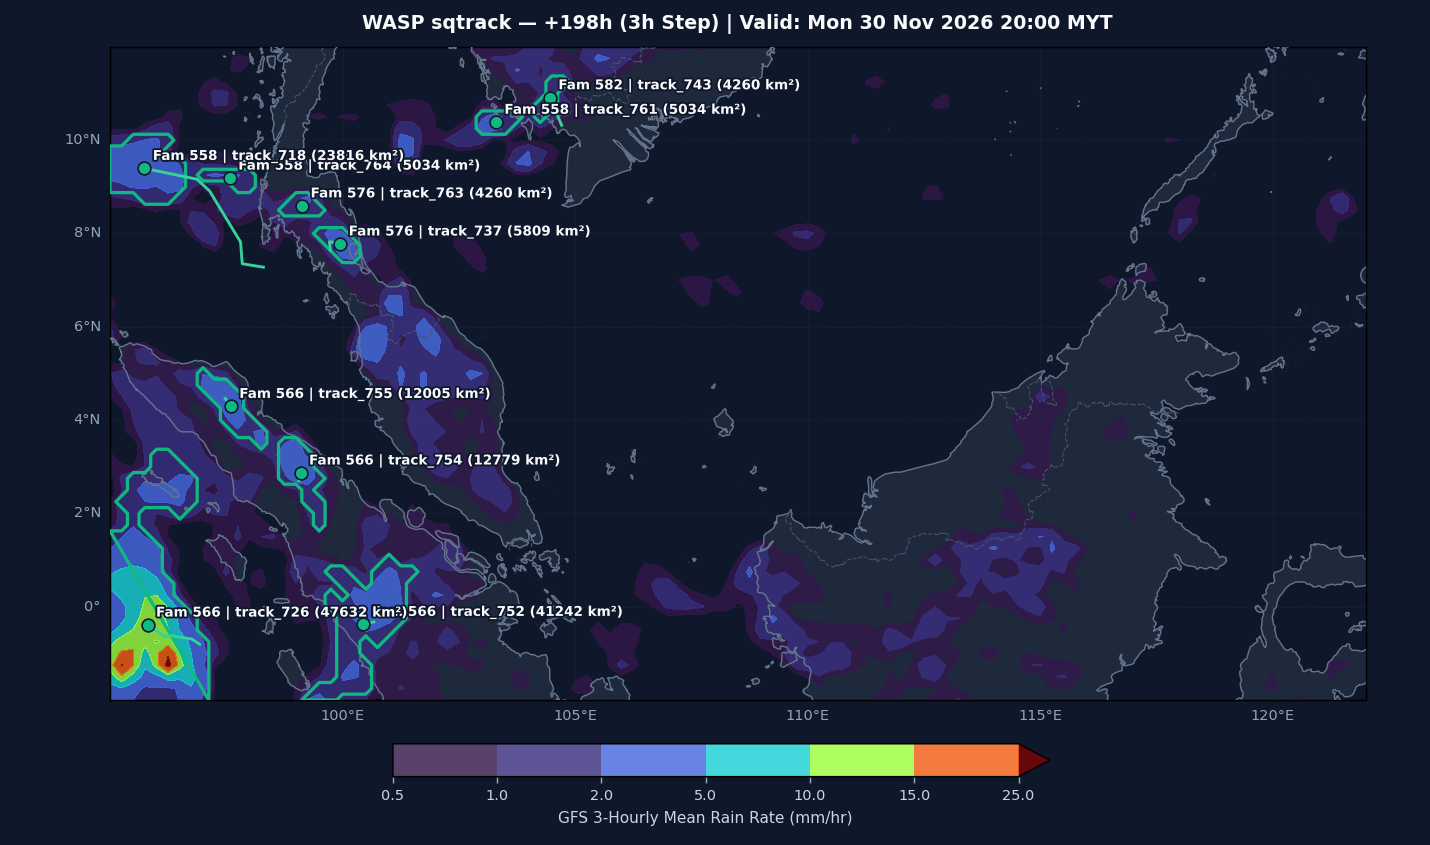 WASP sqtrack — +198h (3h Step) | Valid: Mon 30 Nov 2026 20:00 MYT
Fam 582 | track_743 (4260 km²)
Fam 558 | track_761 (5034 km²)
Fam 558 | track_718 (23816 km²)
Fam 558 | track_764 (5034 km²)
Fam 576 | track_763 (4260 km²)
Fam 576 | track_737 (5809 km²)
Fam 566 | track_755 (12005 km²)
Fam 566 | track_754 (12779 km²)
Fam 566 | track_726 (47632 km²)
566 | track_752 (41242 km²)
10°N
8°N
6°N
4°N
2°N
0°
100°E 105°E 110°E 115°E 120°E
0.5 1.0 2.0 5.0 10.0 15.0 25.0
GFS 3-Hourly Mean Rain Rate (mm/hr)